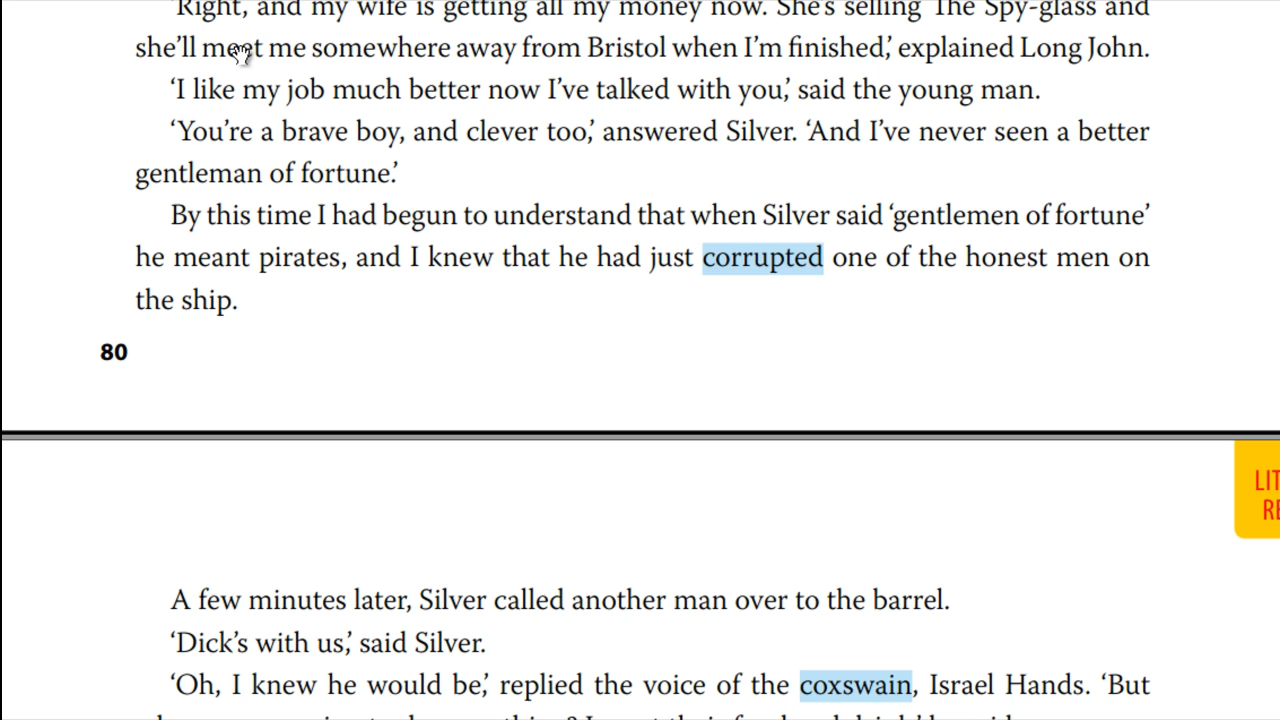 'Right, and my wife is getting all my money now. She's selling The Spy-glass and
she'll meet me somewhere away from Bristol when I'm finished,' explained Long John.
'I like my job much better now I've talked with you,' said the young man.
'You're a brave boy, and clever too,' answered Silver. 'And I've never seen a better
gentleman of fortune.'
By this time I had begun to understand that when Silver said 'gentlemen of fortune'
he meant pirates, and I knew that he had just corrupted one of the honest men on
the ship.
80
LIT
RE
A few minutes later, Silver called another man over to the barrel.
'Dick's with us,' said Silver.
'Oh, I knew he would be,' replied the voice of the coxswain, Israel Hands. 'But